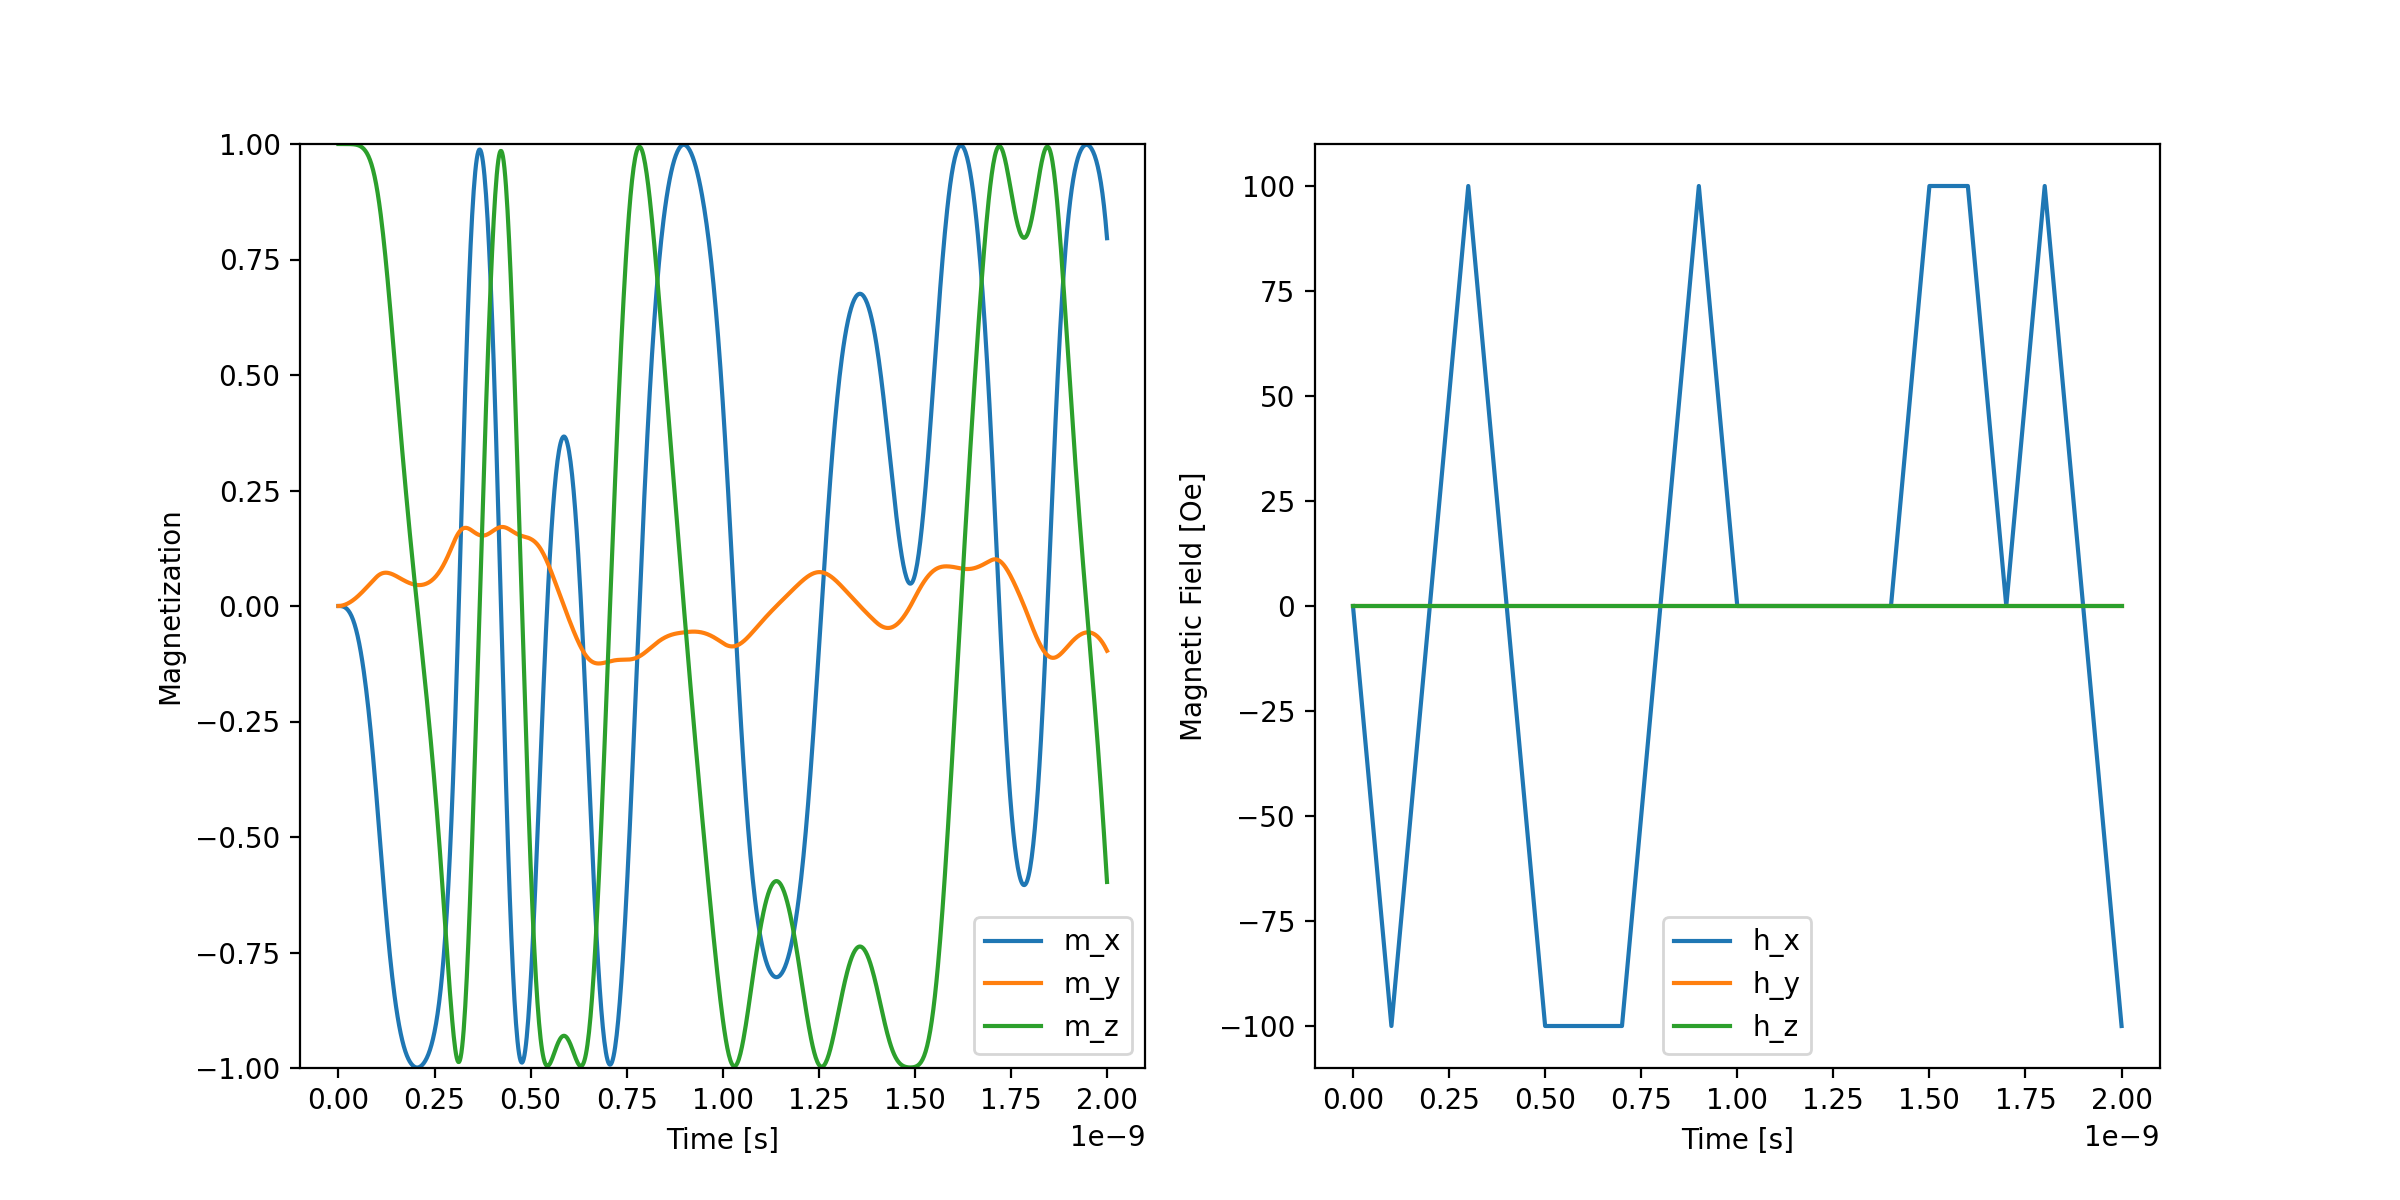 1.00
0.75
0.50
0.25
0.00
−0.25
−0.50
−0.75
−1.00
Magnetization
m_x
m_y
m_z
0.00 0.25 0.50 0.75 1.00 1.25 1.50 1.75 2.00
Time [s]
1e−9
100
75
50
25
0
−25
−50
−75
−100
Magnetic Field [Oe]
h_x
h_y
h_z
0.00 0.25 0.50 0.75 1.00 1.25 1.50 1.75 2.00
Time [s]
1e−9